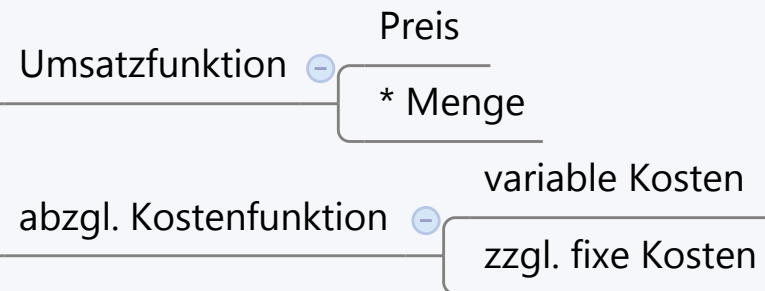 Preis
Umsatzfunktion
* Menge
variable Kosten
abzgl. Kostenfunktion
zzgl. fixe Kosten